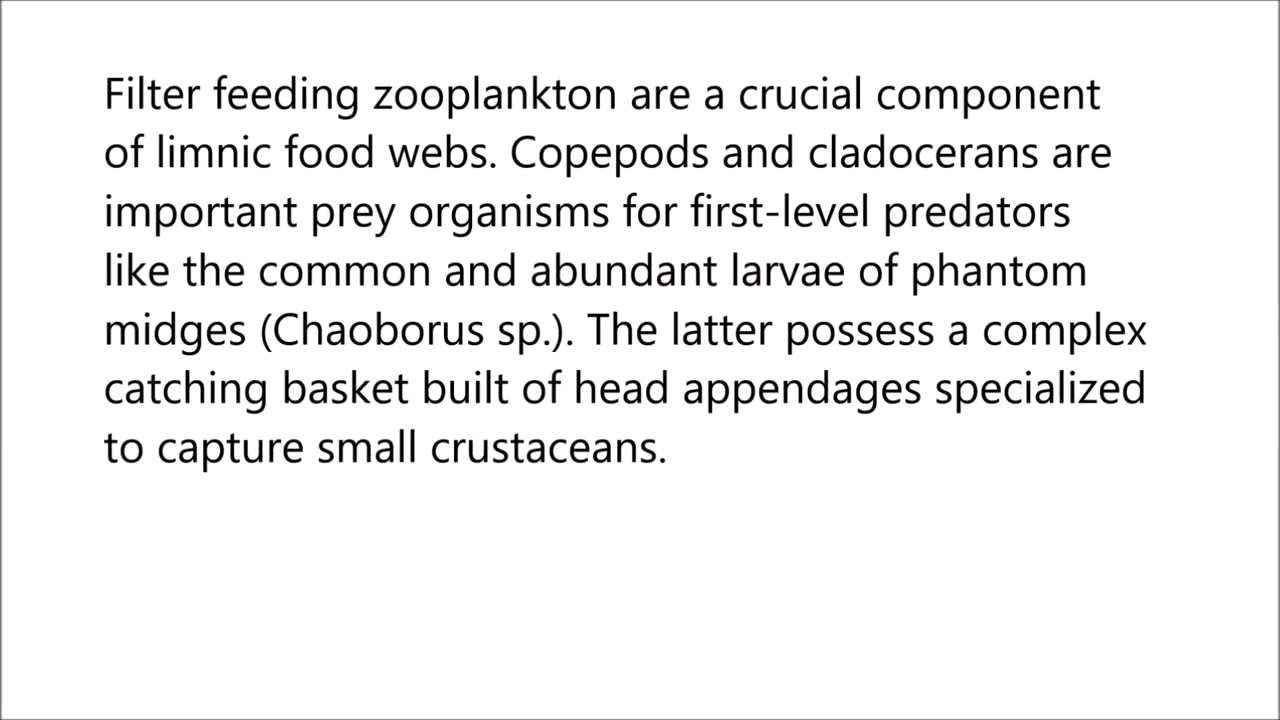 Filter feeding zooplankton are a crucial component
of limnic food webs. Copepods and cladocerans are
important prey organisms for first-level predators
like the common and abundant larvae of phantom
midges (Chaoborus sp.). The latter possess a complex
catching basket built of head appendages specialized
to capture small crustaceans.